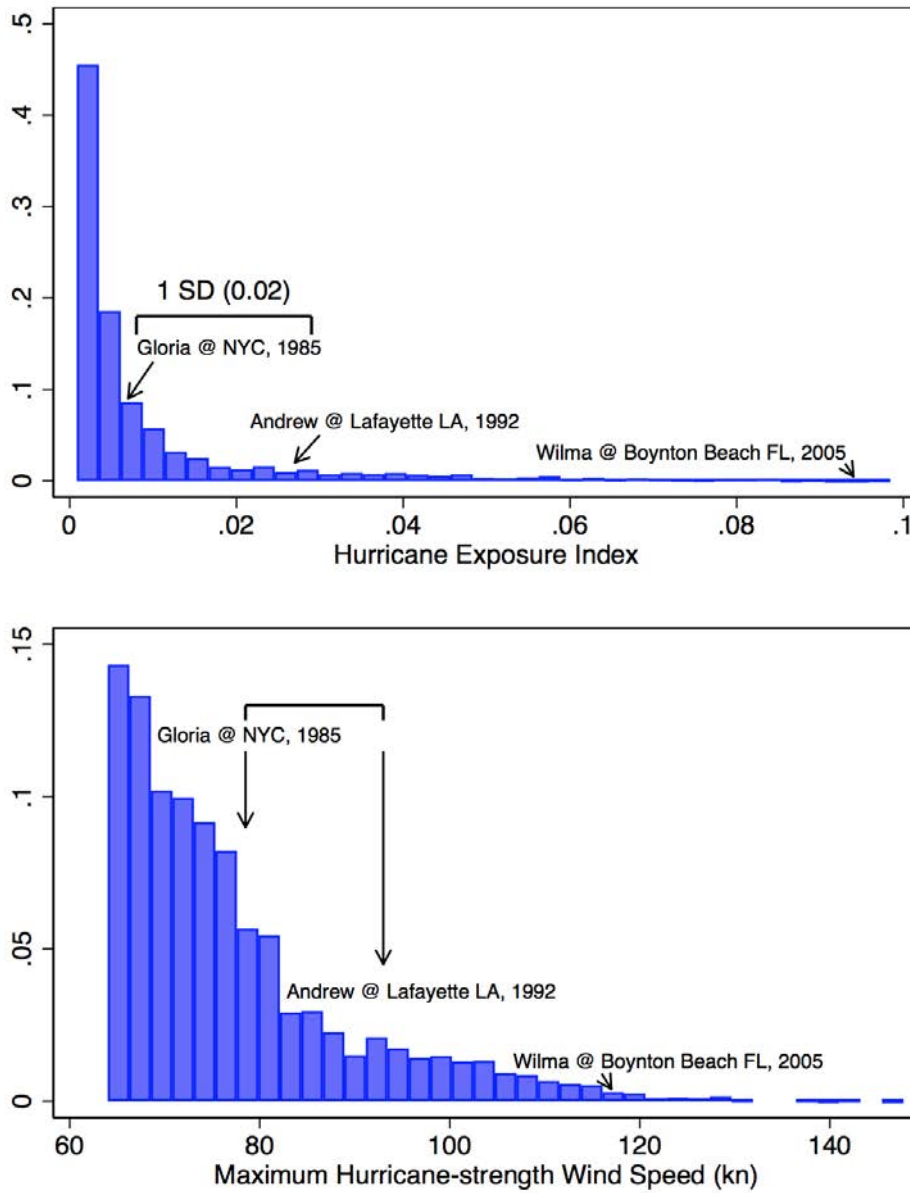 .5
.4
.3
.2
.1
0
1 SD (0.02)
Gloria @ NYC, 1985
Andrew @ Lafayette LA, 1992
Wilma @ Boynton Beach FL, 2005
0 .02 .04 .06 .08 .1
Hurricane Exposure Index
.15
.1
.05
0
Gloria @ NYC, 1985
Andrew @ Lafayette LA, 1992
Wilma @ Boynton Beach FL, 2005
60 80 100 120 140
Maximum Hurricane-strength Wind Speed (kn)